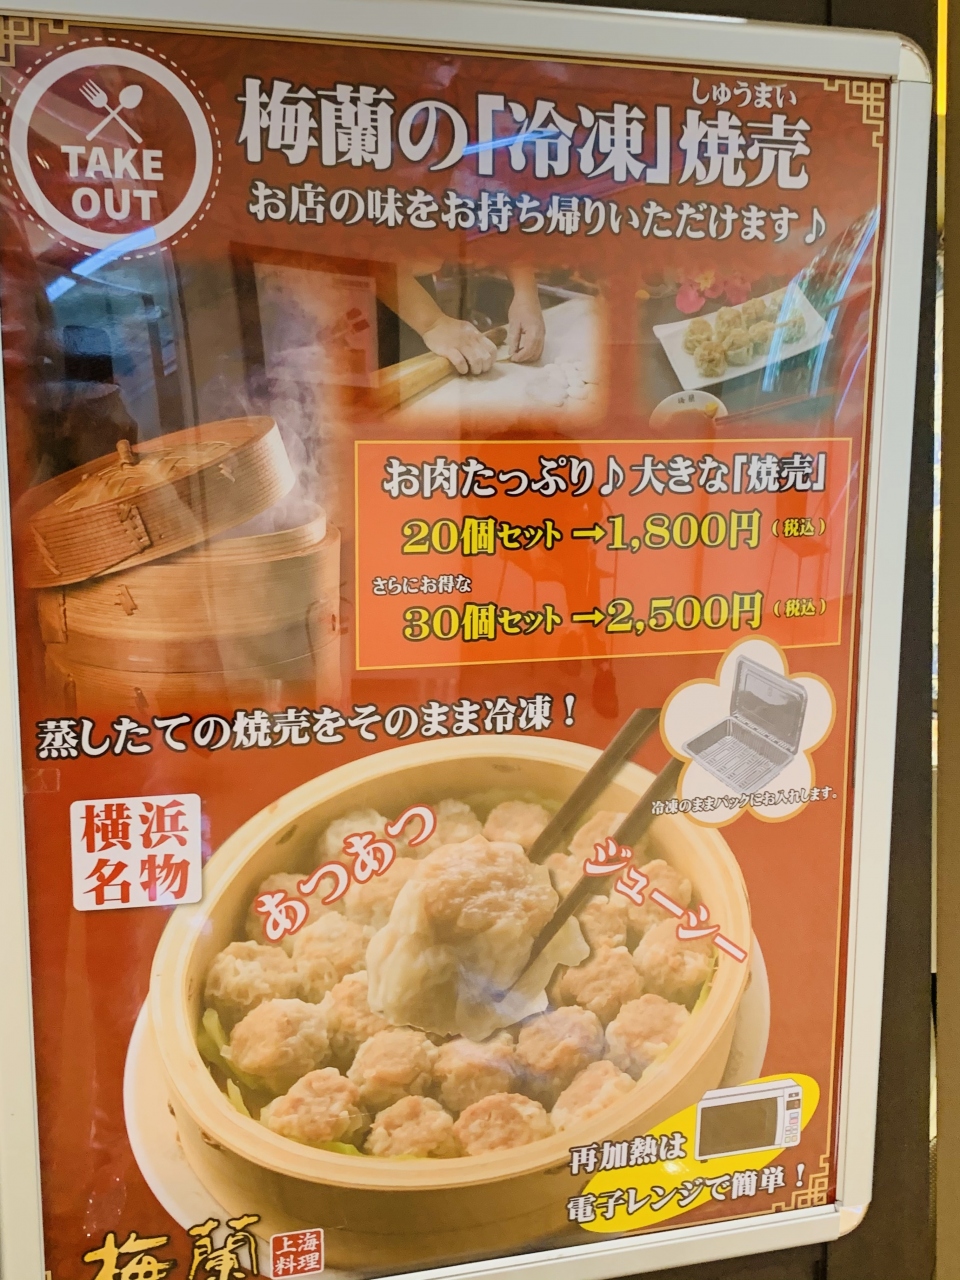 TAKE
OUT
しゅうまい
梅蘭の「冷凍」焼売
お店の味をお持ち帰りいただけます♪
梅蘭
お肉たっぷり♪大きな「焼売」
20個セット→1,800円(税込)
さらにお得な
30個セット→2,500円(税込)
蒸したての焼売をそのまま冷凍！
冷凍のままパックにお入れします。
横浜
名物
あつあつ
ジューシー
再加熱は
電子レンジで簡単！
梅蘭
上海
料理